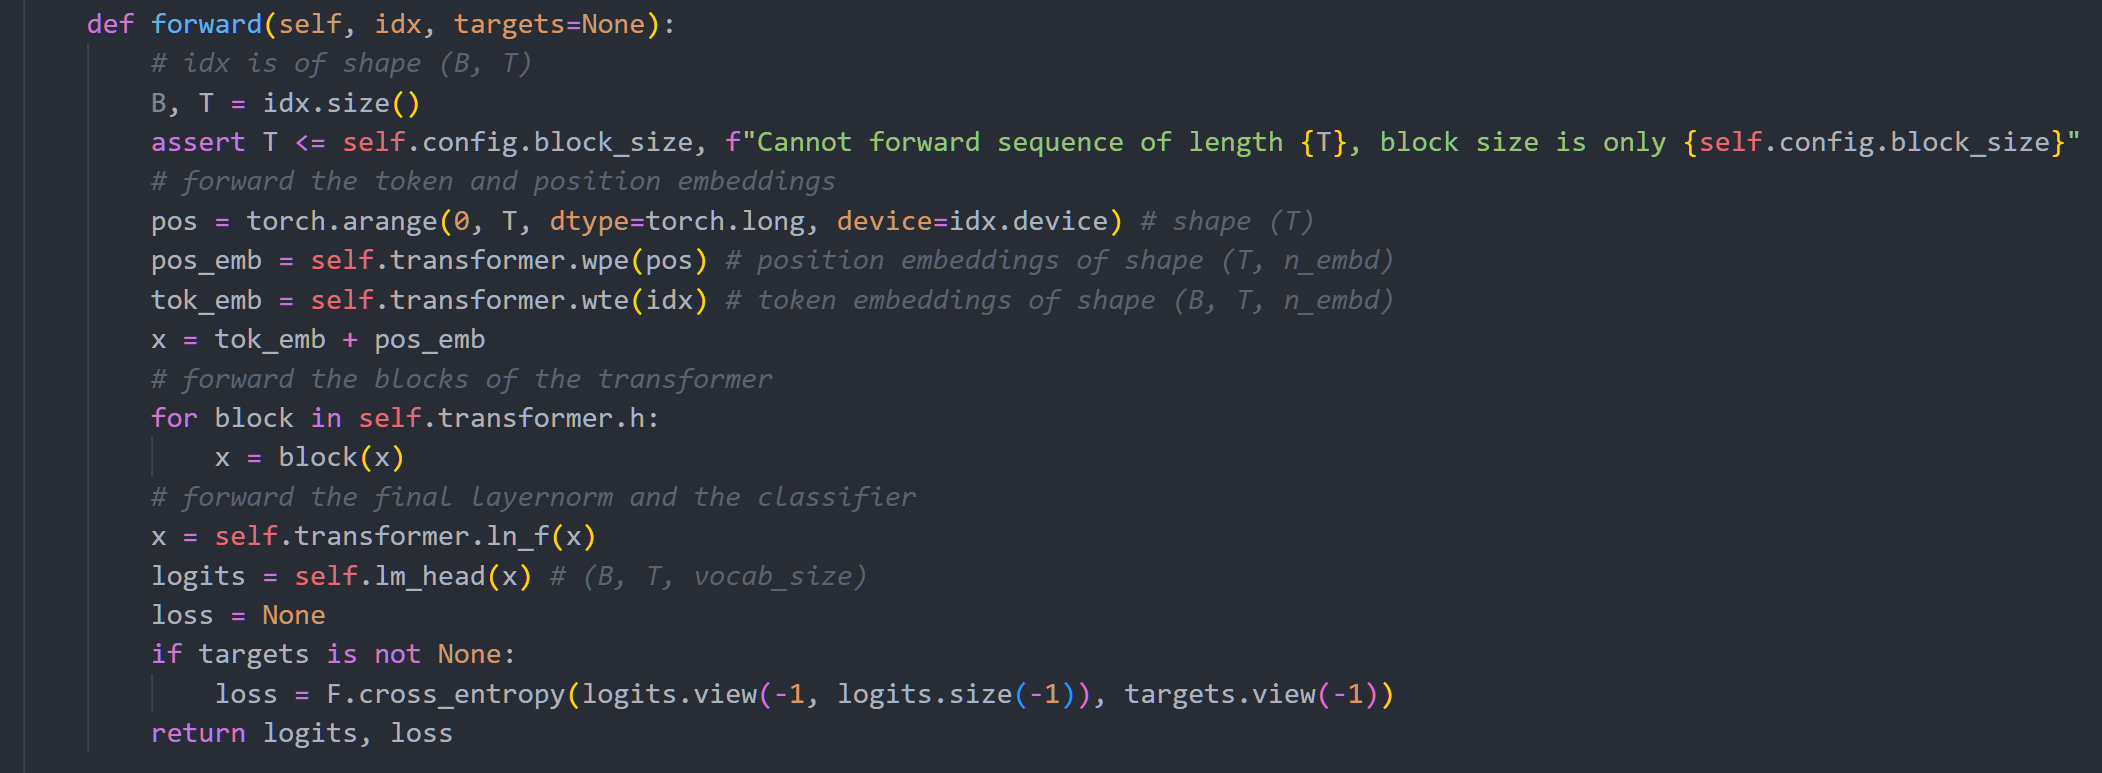 def forward(self, idx, targets=None):
# idx is of shape (B, T)
B, T = idx.size()
assert T <= self.config.block_size, f"Cannot forward sequence of length {T}, block size is only {self.config.block_size}"
# forward the token and position embeddings
pos = torch.arange(0, T, dtype=torch.long, device=idx.device) # shape (T)
pos_emb = self.transformer.wpe(pos) # position embeddings of shape (T, n_embd)
tok_emb = self.transformer.wte(idx) # token embeddings of shape (B, T, n_embd)
x = tok_emb + pos_emb
# forward the blocks of the transformer
for block in self.transformer.h:
x = block(x)
# forward the final layernorm and the classifier
x = self.transformer.ln_f(x)
logits = self.lm_head(x) # (B, T, vocab_size)
loss = None
if targets is not None:
loss = F.cross_entropy(logits.view(-1, logits.size(-1)), targets.view(-1))
return logits, loss